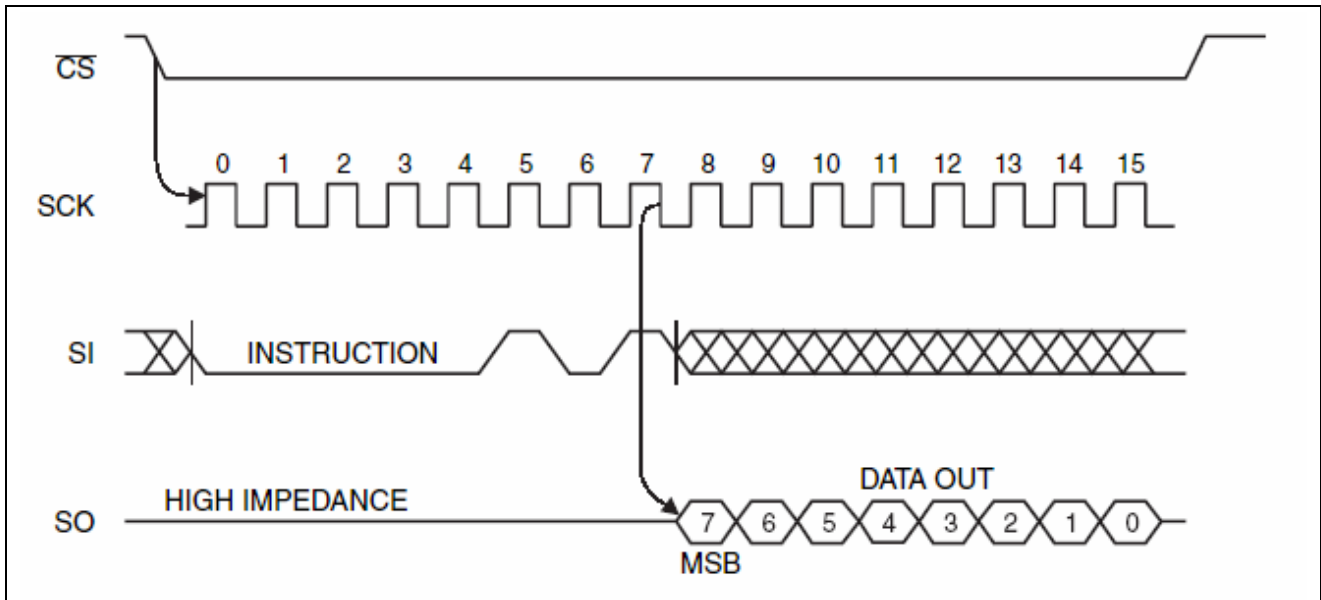 C̅S̅
0 1 2 3 4 5 6 7 8 9 10 11 12 13 14 15
SCK
SI
INSTRUCTION
DATA OUT
HIGH IMPEDANCE
SO
7 6 5 4 3 2 1 0
MSB